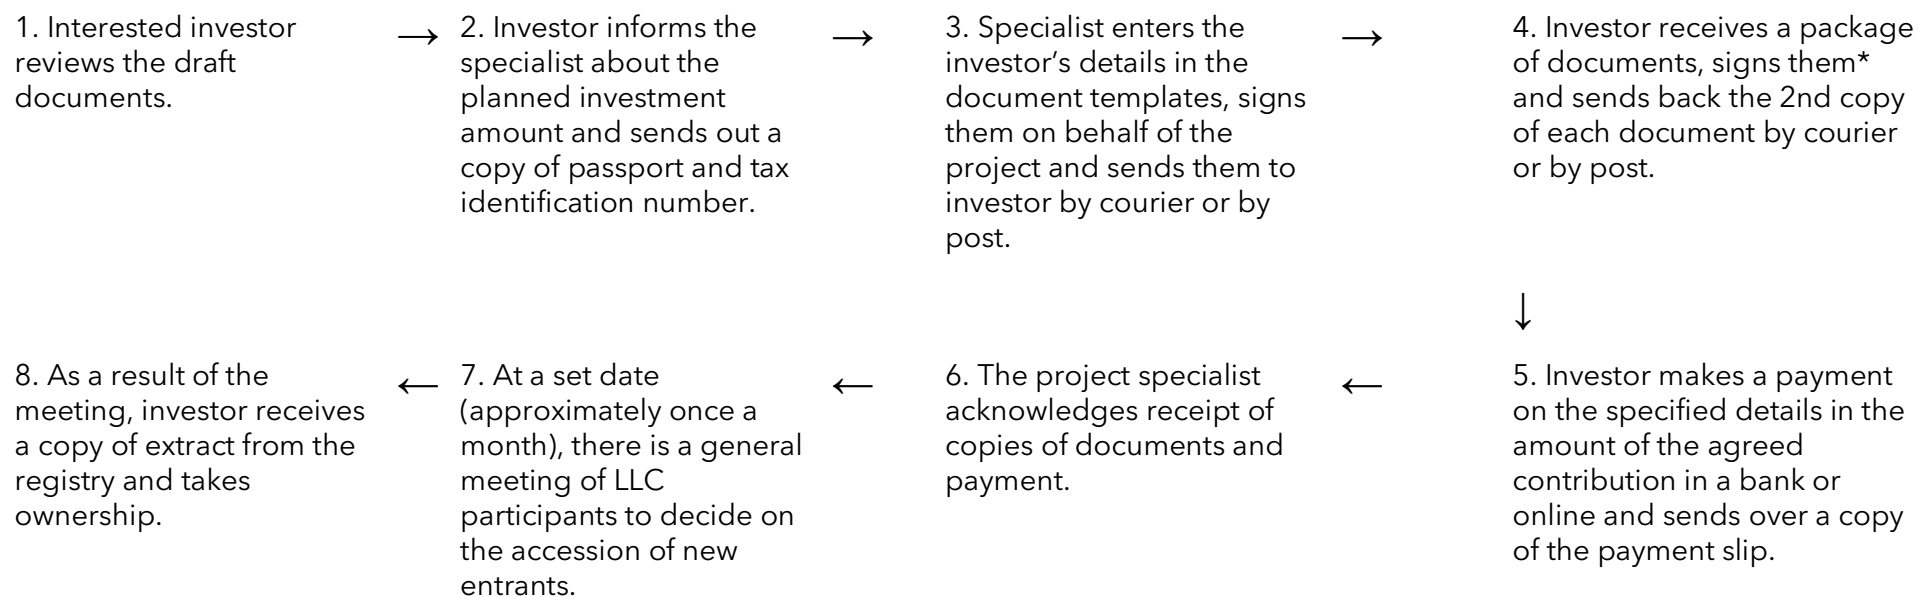 1. Interested investor
reviews the draft
documents.
→
2. Investor informs the
specialist about the
planned investment
amount and sends out a
copy of passport and tax
identification number.
→
3. Specialist enters the
investor’s details in the
document templates, signs
them on behalf of the
project and sends them to
investor by courier or by
post.
→
4. Investor receives a package
of documents, signs them*
and sends back the 2nd copy
of each document by courier
or by post.
↓
5. Investor makes a payment
on the specified details in the
amount of the agreed
contribution in a bank or
online and sends over a copy
of the payment slip.
←
6. The project specialist
acknowledges receipt of
copies of documents and
payment.
←
7. At a set date
(approximately once a
month), there is a general
meeting of LLC
participants to decide on
the accession of new
entrants.
←
8. As a result of the
meeting, investor receives
a copy of extract from the
registry and takes
ownership.